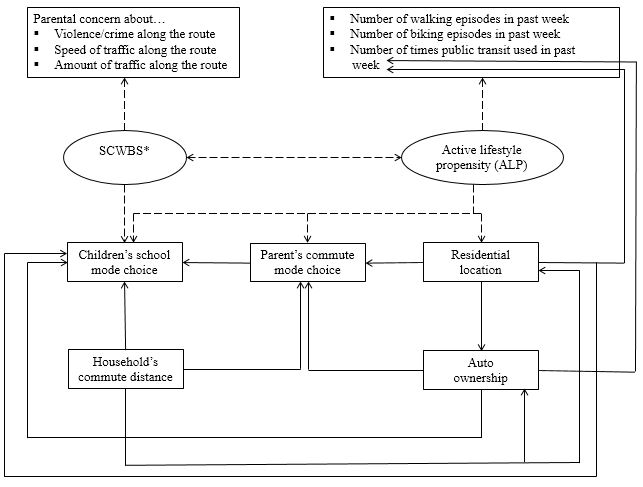 Parental concern about…
▪ Violence/crime along the route
▪ Speed of traffic along the route
▪ Amount of traffic along the route
▪ Number of walking episodes in past week
▪ Number of biking episodes in past week
▪ Number of times public transit used in past
week
SCWBS*
Active lifestyle
propensity (ALP)
Children’s school
mode choice
Parent’s commute
mode choice
Residential
location
Household’s
commute distance
Auto
ownership